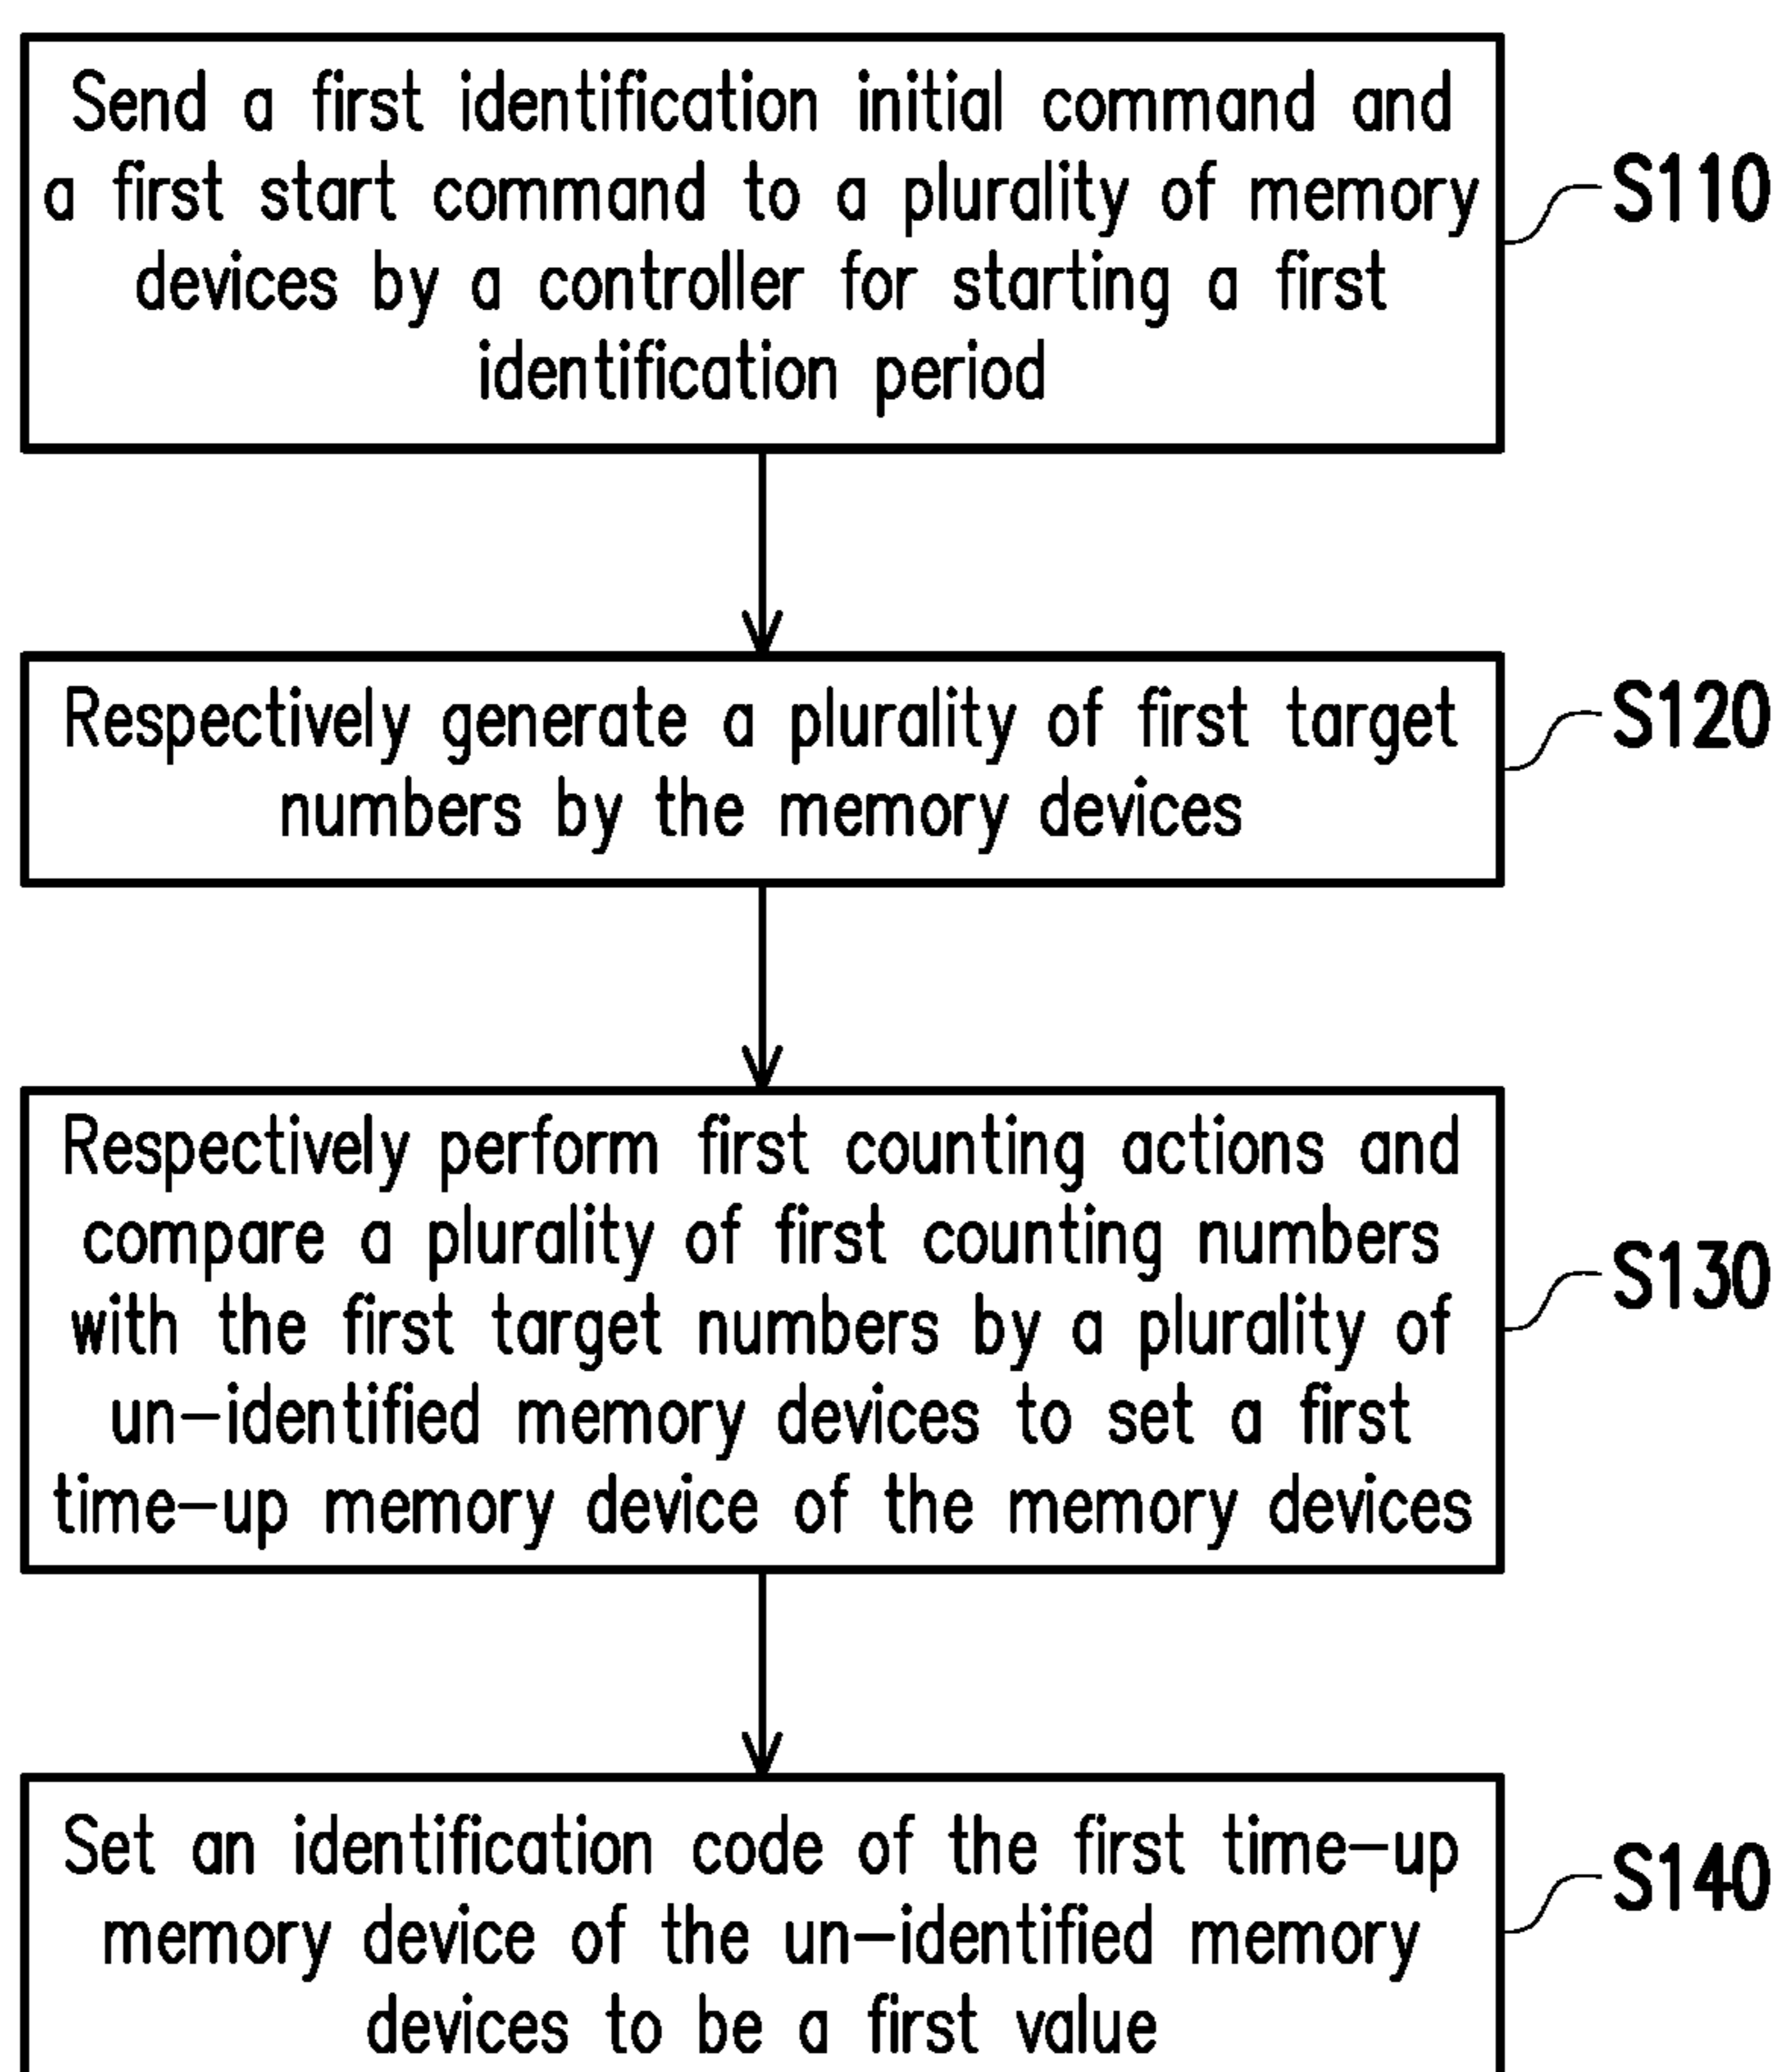 Send a first identification initial command and
a first start command to a plurality of memory
devices by a controller for starting a first
identification period
S110
Respectively generate a plurality of first target
numbers by the memory devices
S120
Respectively perform first counting actions and
compare a plurality of first counting numbers
with the first target numbers by a plurality of
un-identified memory devices to set a first
time-up memory device of the memory devices
S130
Set an identification code of the first time-up
memory device of the un-identified memory
devices to be a first value
S140